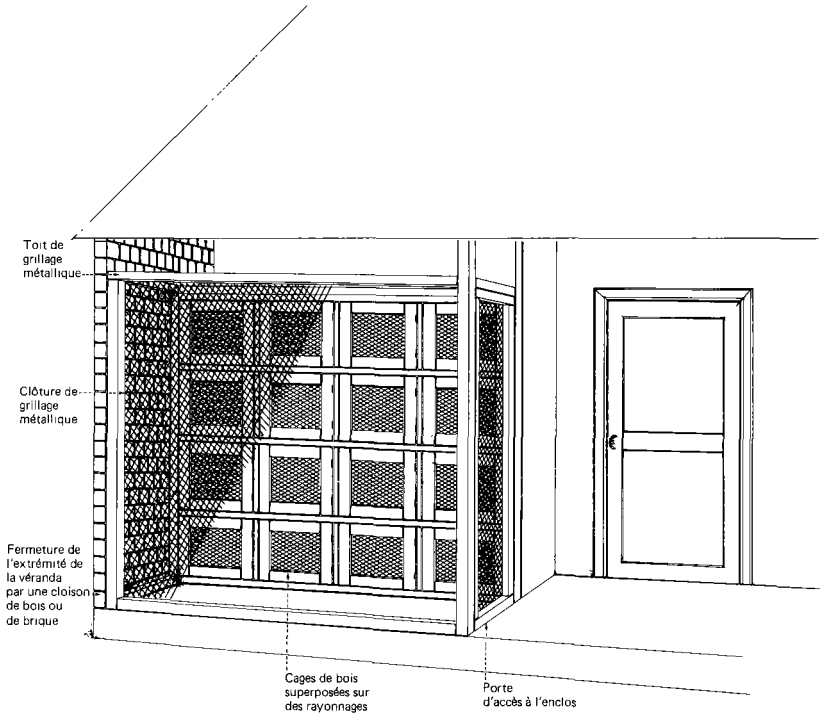 Toit de
grillage
métallique
Clôture de
grillage
métallique
Fermeture de
l'extrémité de
la véranda
par une cloison
de bois ou
de brique
Cages de bois
superposées sur
des rayonnages
Porte
d'accès à l'enclos